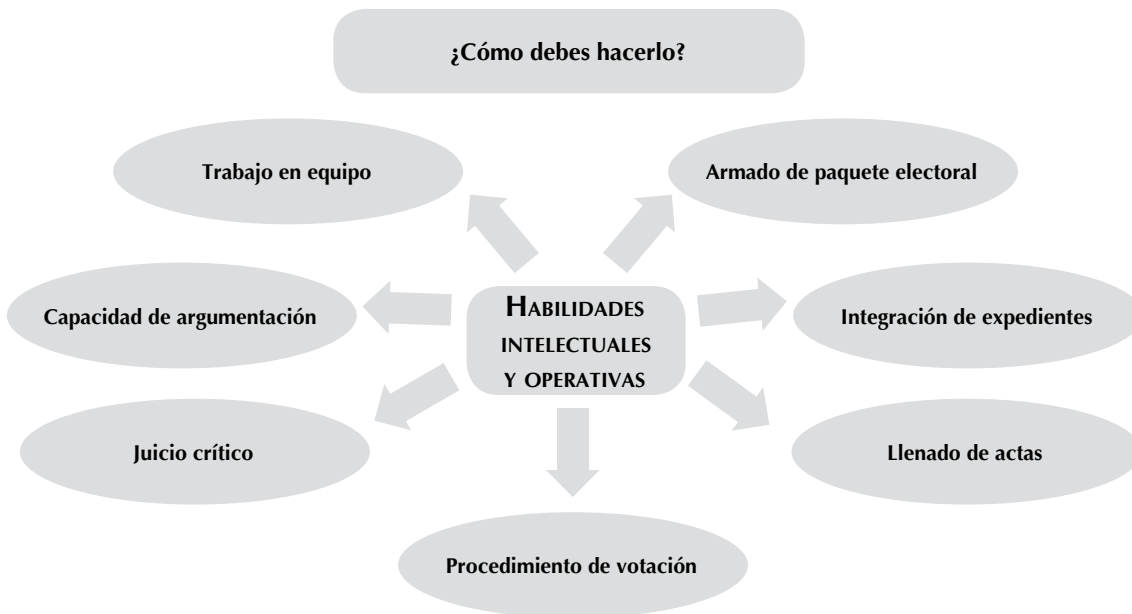 ¿Cómo debes hacerlo?
Trabajo en equipo
Armado de paquete electoral
Capacidad de argumentación
Habilidades
intelectuales
y operativas
Integración de expedientes
Juicio crítico
Llenado de actas
Procedimiento de votación